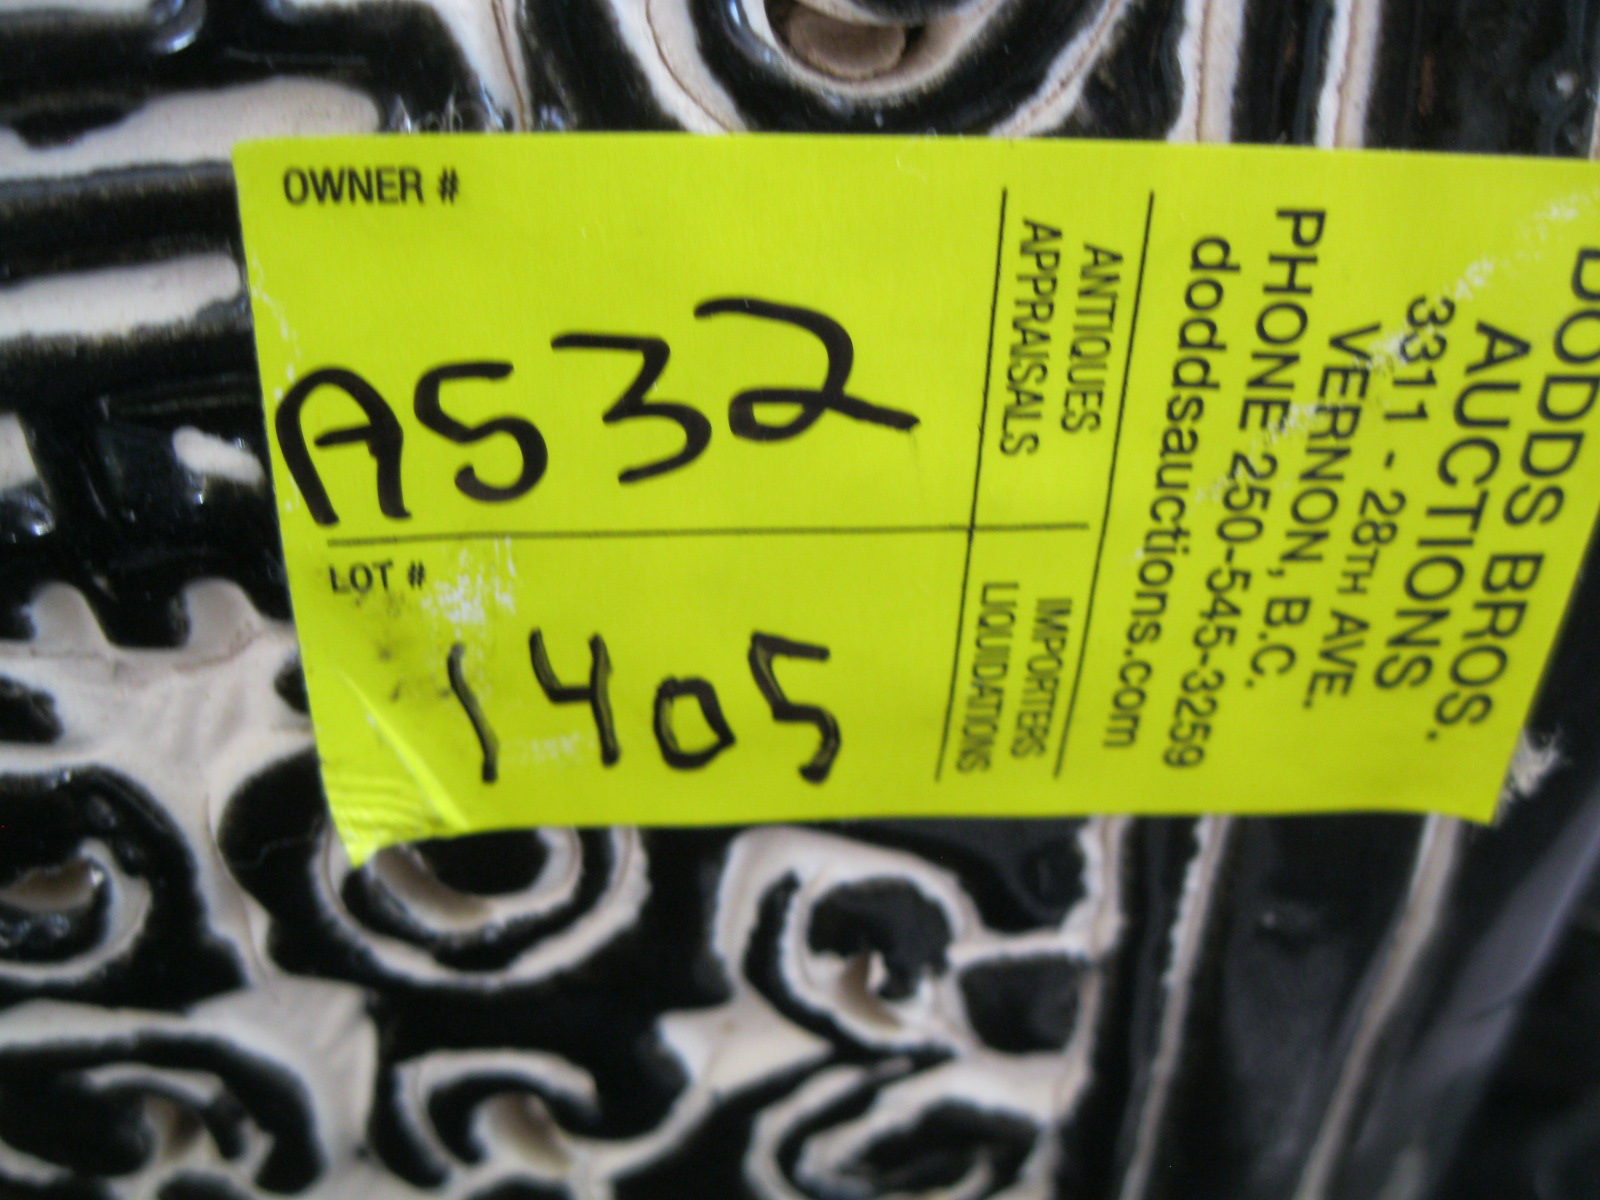 OWNER #
A532
LOT #
1405
ANTIQUES
APPRAISALS
IMPORTERS
LIQUIDATIONS
DODDS BROS.
AUCTIONS
3311 - 28TH AVE.
VERNON, B.C.
PHONE 250-545-3259
doddsauctions.com